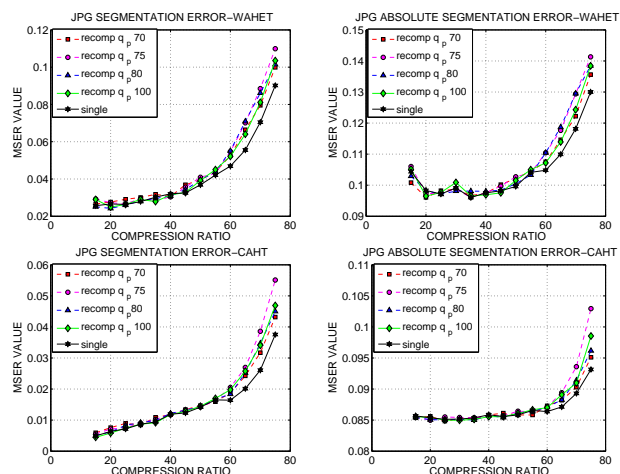 JPG SEGMENTATION ERROR-WAHET
MSER VALUE
0.12
0.1
0.08
0.06
0.04
0.02
0 20 40 60 80
COMPRESSION RATIO
recomp q p 70
recomp q p 75
recomp q p 80
recomp q p 100
single
JPG ABSOLUTE SEGMENTATION ERROR-WAHET
MSER VALUE
0.15
0.14
0.13
0.12
0.11
0.1
0.09
0 20 40 60 80
COMPRESSION RATIO
recomp q p 70
recomp q p 75
recomp q p 80
recomp q p 100
single
JPG SEGMENTATION ERROR-CAHT
MSER VALUE
0.06
0.05
0.04
0.03
0.02
0.01
0
0 20 40 60 80
COMPRESSION RATIO
recomp q p 70
recomp q p 75
recomp q p 80
recomp q p 100
single
JPG ABSOLUTE SEGMENTATION ERROR-CAHT
MSER VALUE
0.11
0.105
0.1
0.095
0.09
0.085
0.08
0 20 40 60 80
COMPRESSION RATIO
recomp q p 70
recomp q p 75
recomp q p 80
recomp q p 100
single